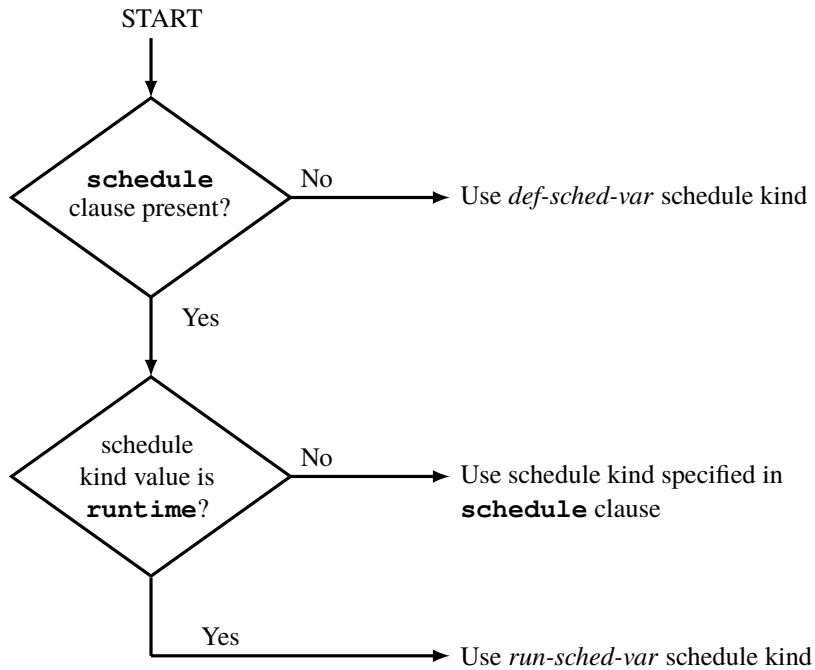 START
schedule
clause present?
No
Use def-sched-var schedule kind
Yes
schedule
kind value is
runtime?
No
Use schedule kind specified in
schedule clause
Yes
Use run-sched-var schedule kind